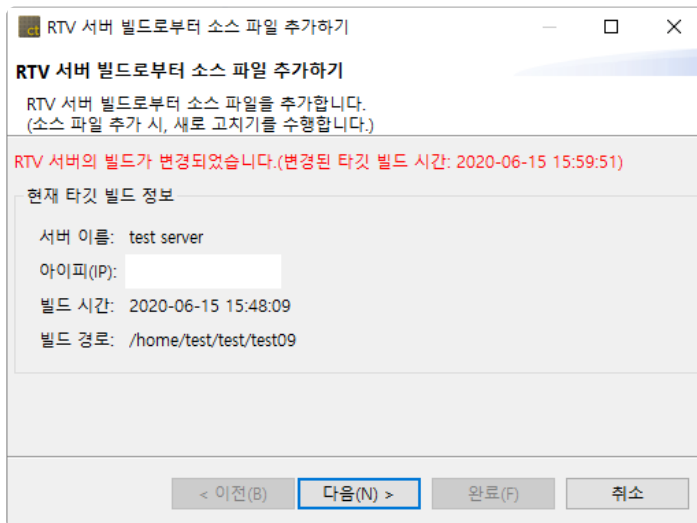 ct RTV 서버 빌드로부터 소스 파일 추가하기
RTV 서버 빌드로부터 소스 파일 추가하기
RTV 서버 빌드로부터 소스 파일을 추가합니다.
(소스 파일 추가 시, 새로 고치기를 수행합니다.)
RTV 서버의 빌드가 변경되었습니다.(변경된 타깃 빌드 시간: 2020-06-15 15:59:51)
현재 타깃 빌드 정보
서버 이름: test server
아이피(IP):
빌드 시간: 2020-06-15 15:48:09
빌드 경로: /home/test/test/test09
< 이전(B) 다음(N) > 완료(F) 취소